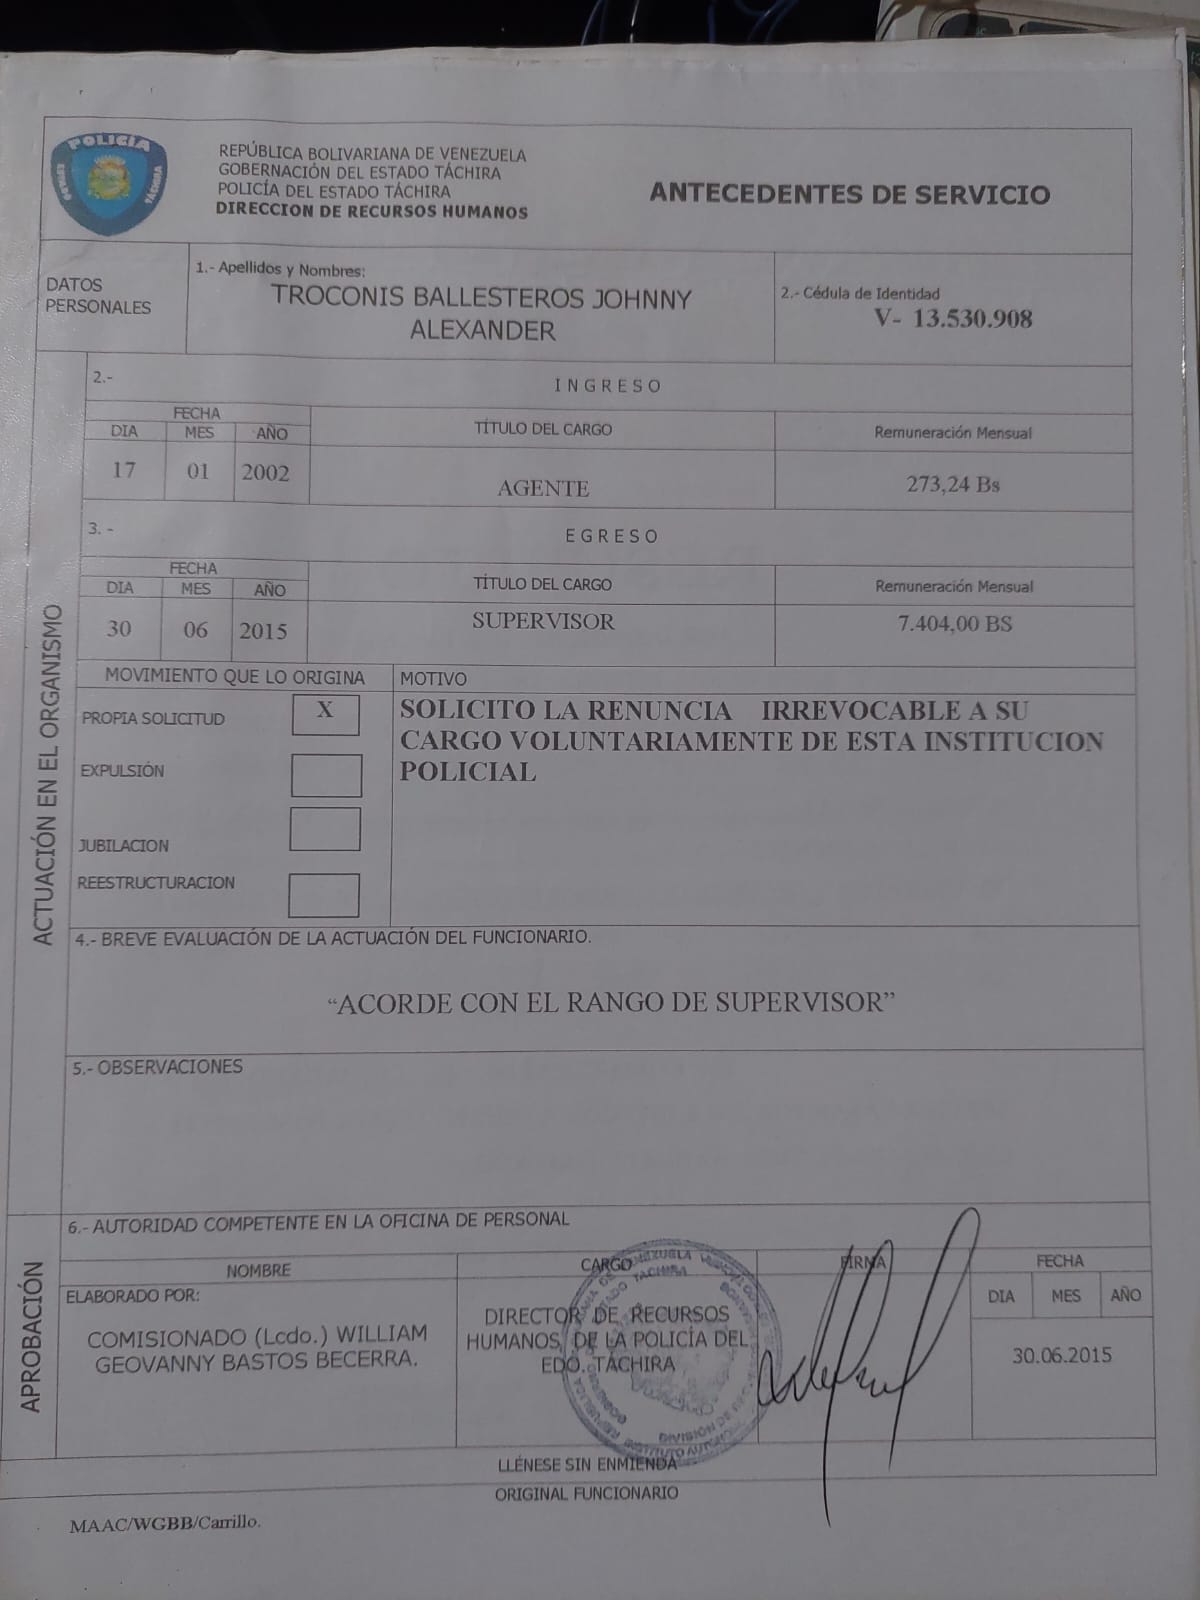 POLICIA
TÁCHIRA
REPÚBLICA BOLIVARIANA DE VENEZUELA
GOBERNACIÓN DEL ESTADO TÁCHIRA
POLICÍA DEL ESTADO TÁCHIRA
DIRECCION DE RECURSOS HUMANOS
ANTECEDENTES DE SERVICIO
DATOS
PERSONALES
1.- Apellidos y Nombres:
TROCONIS BALLESTEROS JOHNNY
ALEXANDER
2.- Cédula de Identidad
V- 13.530.908
ACTUACIÓN EN EL ORGANISMO
2.-
INGRESO
FECHA
DIA MES AÑO
TÍTULO DEL CARGO
Remuneración Mensual
17 01 2002
AGENTE
273,24 Bs
3. -
EGRESO
FECHA
DIA MES AÑO
TÍTULO DEL CARGO
Remuneración Mensual
30 06 2015
SUPERVISOR
7.404,00 BS
MOVIMIENTO QUE LO ORIGINA
MOTIVO
PROPIA SOLICITUD X
EXPULSIÓN
JUBILACION
REESTRUCTURACION
SOLICITO LA RENUNCIA IRREVOCABLE A SU
CARGO VOLUNTARIAMENTE DE ESTA INSTITUCION
POLICIAL
4.- BREVE EVALUACIÓN DE LA ACTUACIÓN DEL FUNCIONARIO.
“ACORDE CON EL RANGO DE SUPERVISOR”
5.- OBSERVACIONES
APROBACIÓN
6.- AUTORIDAD COMPETENTE EN LA OFICINA DE PERSONAL
NOMBRE
CARGO
FIRMA
FECHA
DIA MES AÑO
ELABORADO POR:
COMISIONADO (Lcdo.) WILLIAM
GEOVANNY BASTOS BECERRA.
DIRECTOR DE RECURSOS
HUMANOS DE LA POLICÍA DEL
EDO. TÁCHIRA
30.06.2015
LLÉNESE SIN ENMIENDA
ORIGINAL FUNCIONARIO
MAAC/WGBB/Carrillo.